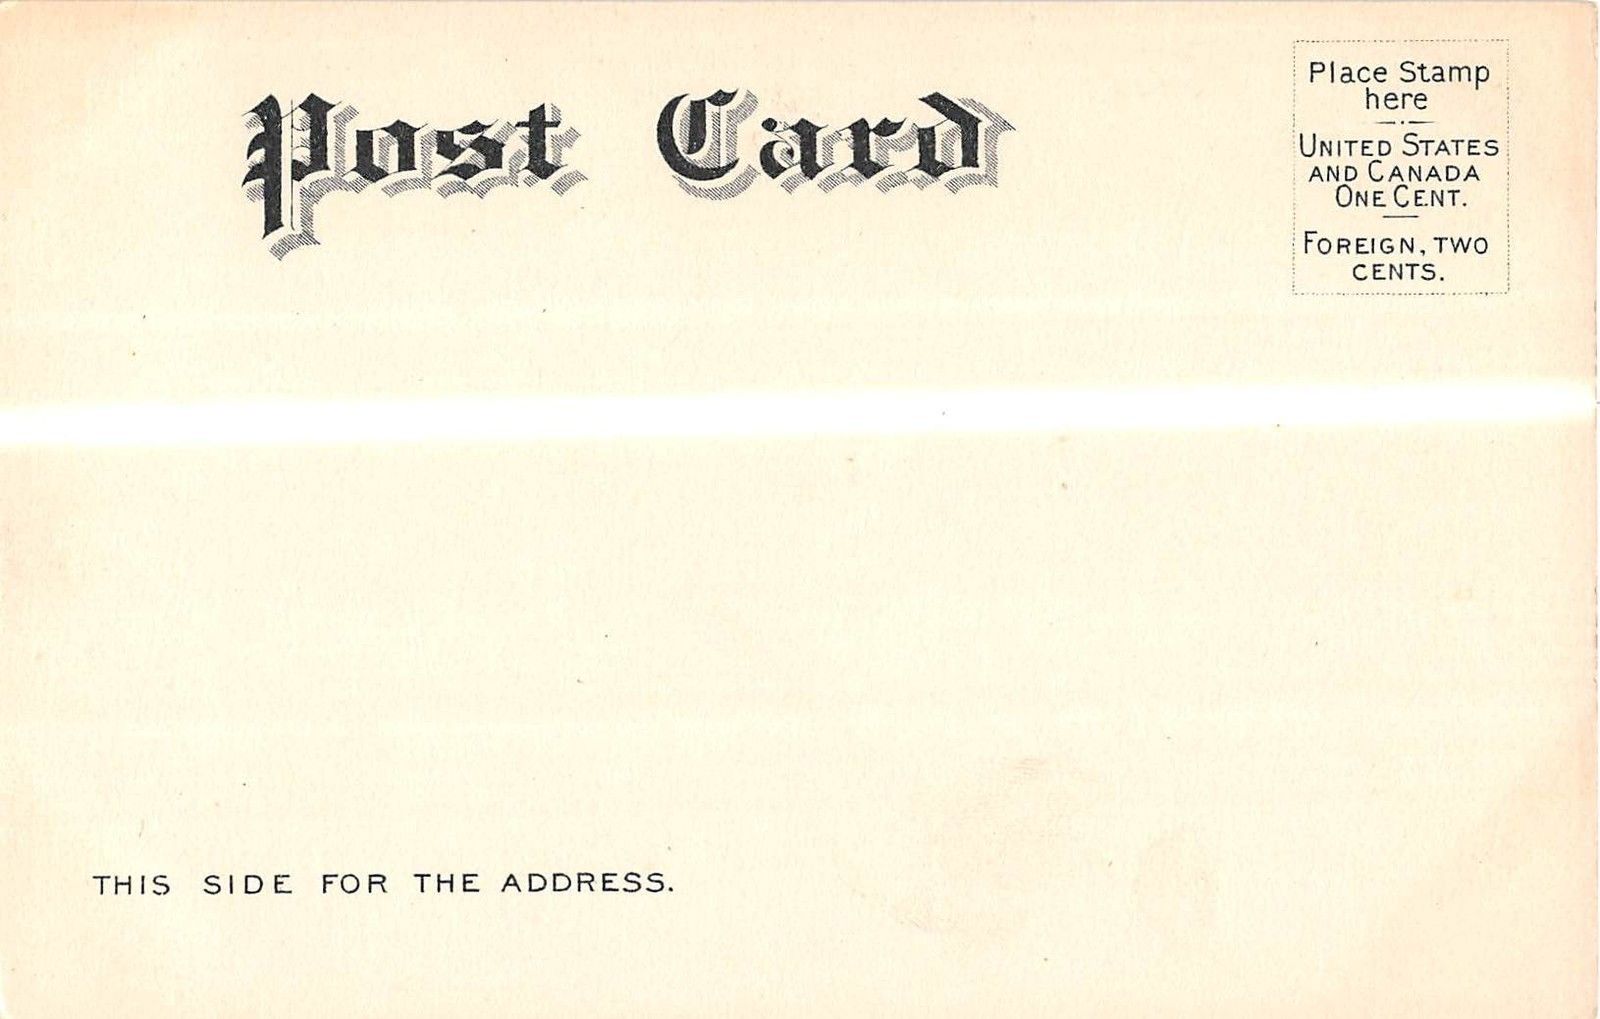 Post Card
Place Stamp
here
UNITED STATES
AND CANADA
ONE CENT.
FOREIGN, TWO
CENTS.
THIS SIDE FOR THE ADDRESS.